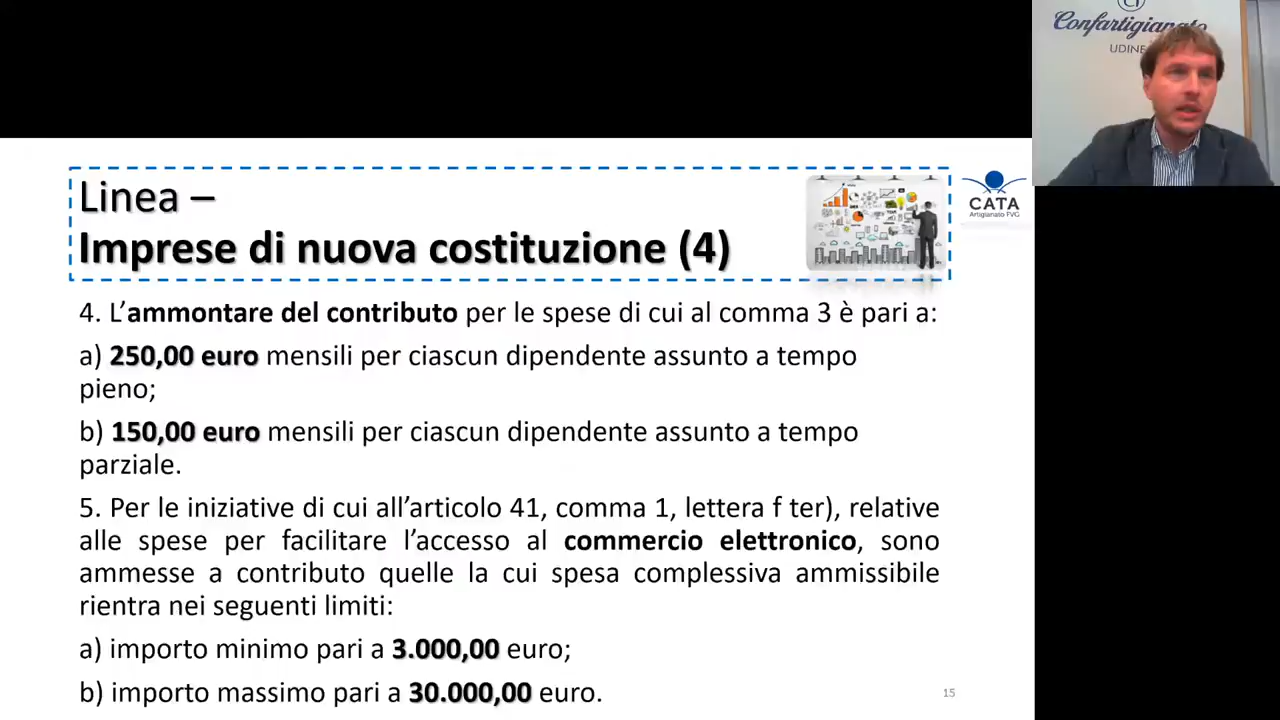 Confartigianato
UDINE
Linea –
Imprese di nuova costituzione (4)
CATA
Artigianato FVG
4. L’ammontare del contributo per le spese di cui al comma 3 è pari a:
a) 250,00 euro mensili per ciascun dipendente assunto a tempo
pieno;
b) 150,00 euro mensili per ciascun dipendente assunto a tempo
parziale.
5. Per le iniziative di cui all’articolo 41, comma 1, lettera f ter), relative
alle spese per facilitare l’accesso al commercio elettronico, sono
ammesse a contributo quelle la cui spesa complessiva ammissibile
rientra nei seguenti limiti:
a) importo minimo pari a 3.000,00 euro;
b) importo massimo pari a 30.000,00 euro.
15